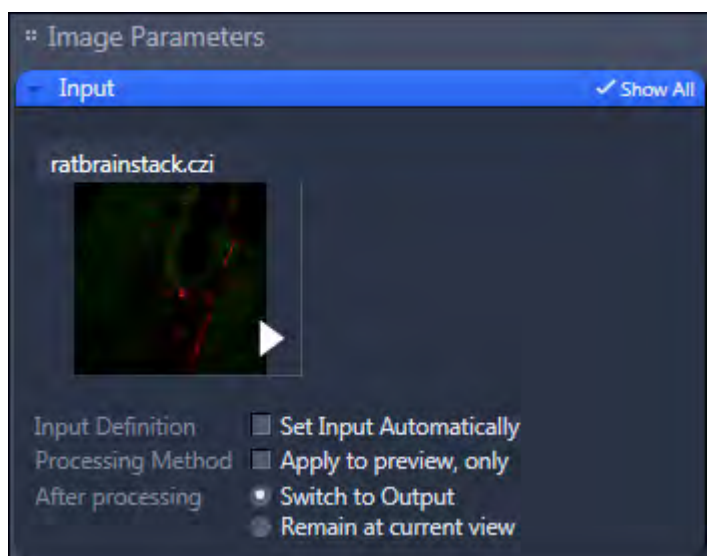 Image Parameters
Input
Show All
ratbrainstack.czi
Input Definition Set Input Automatically
Processing Method Apply to preview, only
After processing Switch to Output
Remain at current view